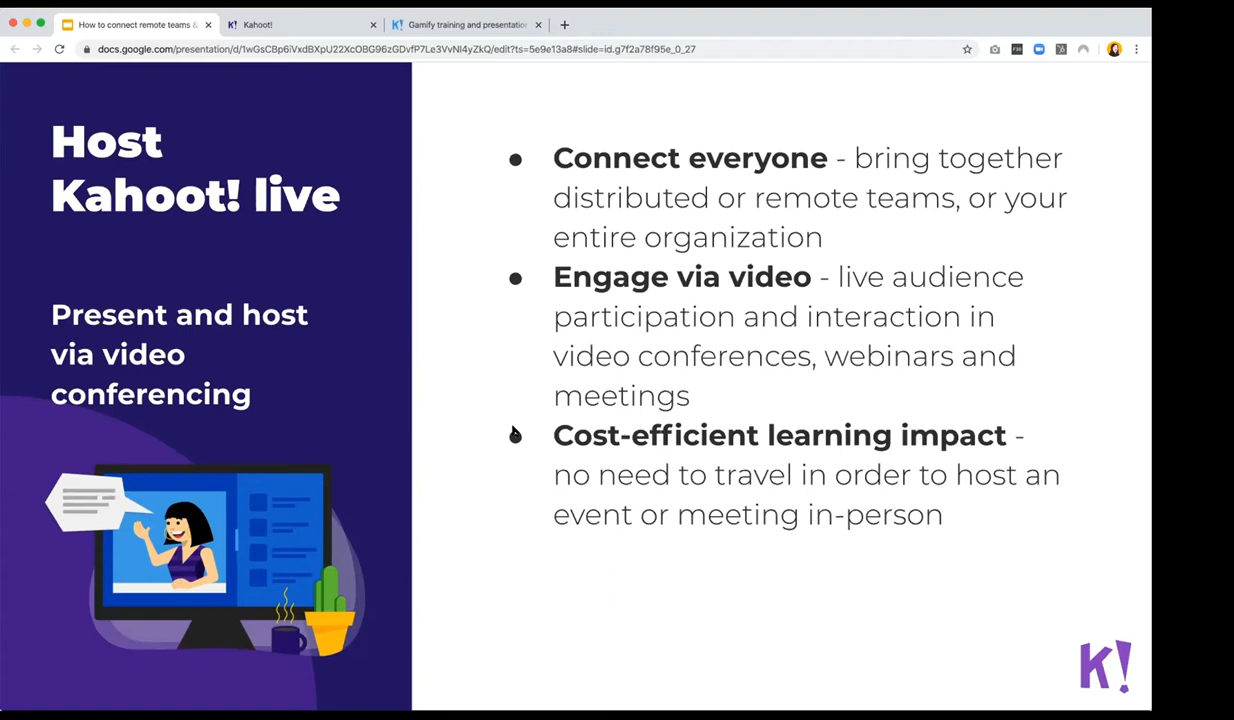 How to connect remote teams &
Kahoot!
Gamify training and presentation
docs.google.com/presentation/d/1wGsCBp6iVxdBXpU22XcOBG96zGDvfP7Le3VvNl4yZkQ/edit?ts=5e9e13a8#slide=id.g7f2a78f95e_0_27
Host
Kahoot! live
Present and host
via video
conferencing
● Connect everyone - bring together
distributed or remote teams, or your
entire organization
● Engage via video - live audience
participation and interaction in
video conferences, webinars and
meetings
● Cost-efficient learning impact -
no need to travel in order to host an
event or meeting in-person
K!